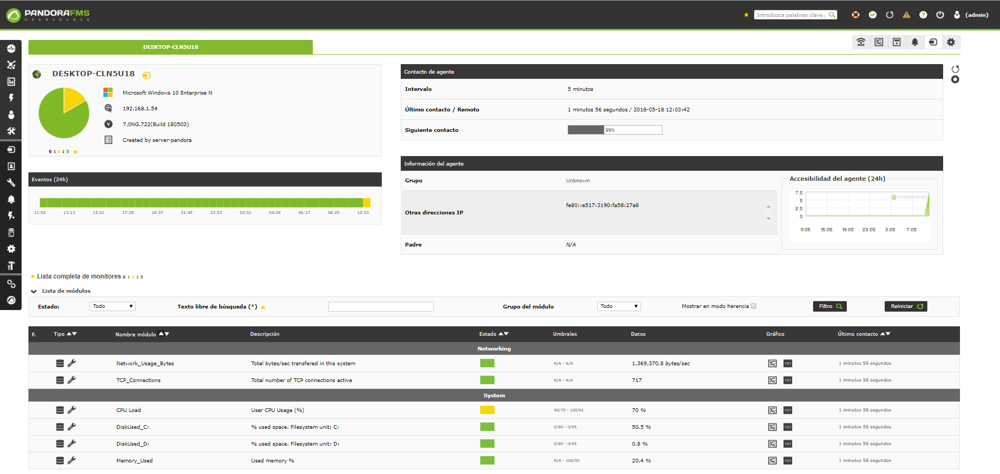 PANDORAFMS
OPENSOURCE
Introduzca palabras clave
(admin)
DESKTOP-CLN5U18
DESKTOP-CLN5U18
Microsoft Windows 10 Enterprise N
192.168.1.54
7.0NG.722(Build 180503)
Created by server-pandora
6 : 1 : 5
Eventos (24h)
11:05 13:13 15:21 17:29 19:37 21:45 23:53 02:01 04:09 06:17 08:25 10:33
Contacto de agente
Intervalo 5 minutos
Último contacto / Remoto 1 minutos 56 segundos / 2018-05-18 12:03:42
Siguiente contacto 39%
Información del agente
Grupo Unknown
Otras direcciones IP fe80::e517:3190:fa58:27a8
Padre N/A
Accesibilidad del agente (24h)
PANDORAFMS
7.5
5
2.5
0
11:05 15:05 19:05 23:05 3:05 7:05
Lista completa de monitores 6 : 1 : 5
Lista de módulos
Estado: Todo Texto libre de búsqueda (*) Grupo del módulo Todo Mostrar en modo herencia Filtro Reiniciar
F. Tipo Nombre módulo Descripción Estado Umbrales Datos Gráfico Último contacto
Networking
Network_Usage_Bytes Total bytes/sec transfered in this system N/A - N/A 1,369,370.8 bytes/sec 101 1 minutos 56 segundos
TCP_Connections Total number of TCP connections active N/A - N/A 717 101 1 minutos 56 segundos
System
CPU Load User CPU Usage (%) 90/70 - 100/91 70 % 101 1 minutos 56 segundos
DiskUsed_C: % used space. Filesystem unit: C: 0/90 - 0/95 50.5 % 101 1 minutos 56 segundos
DiskUsed_D: % used space. Filesystem unit: D: 0/90 - 0/95 0.8 % 101 1 minutos 56 segundos
Memory_Used Used memory % N/A - 100/95 20.4 % 101 1 minutos 56 segundos